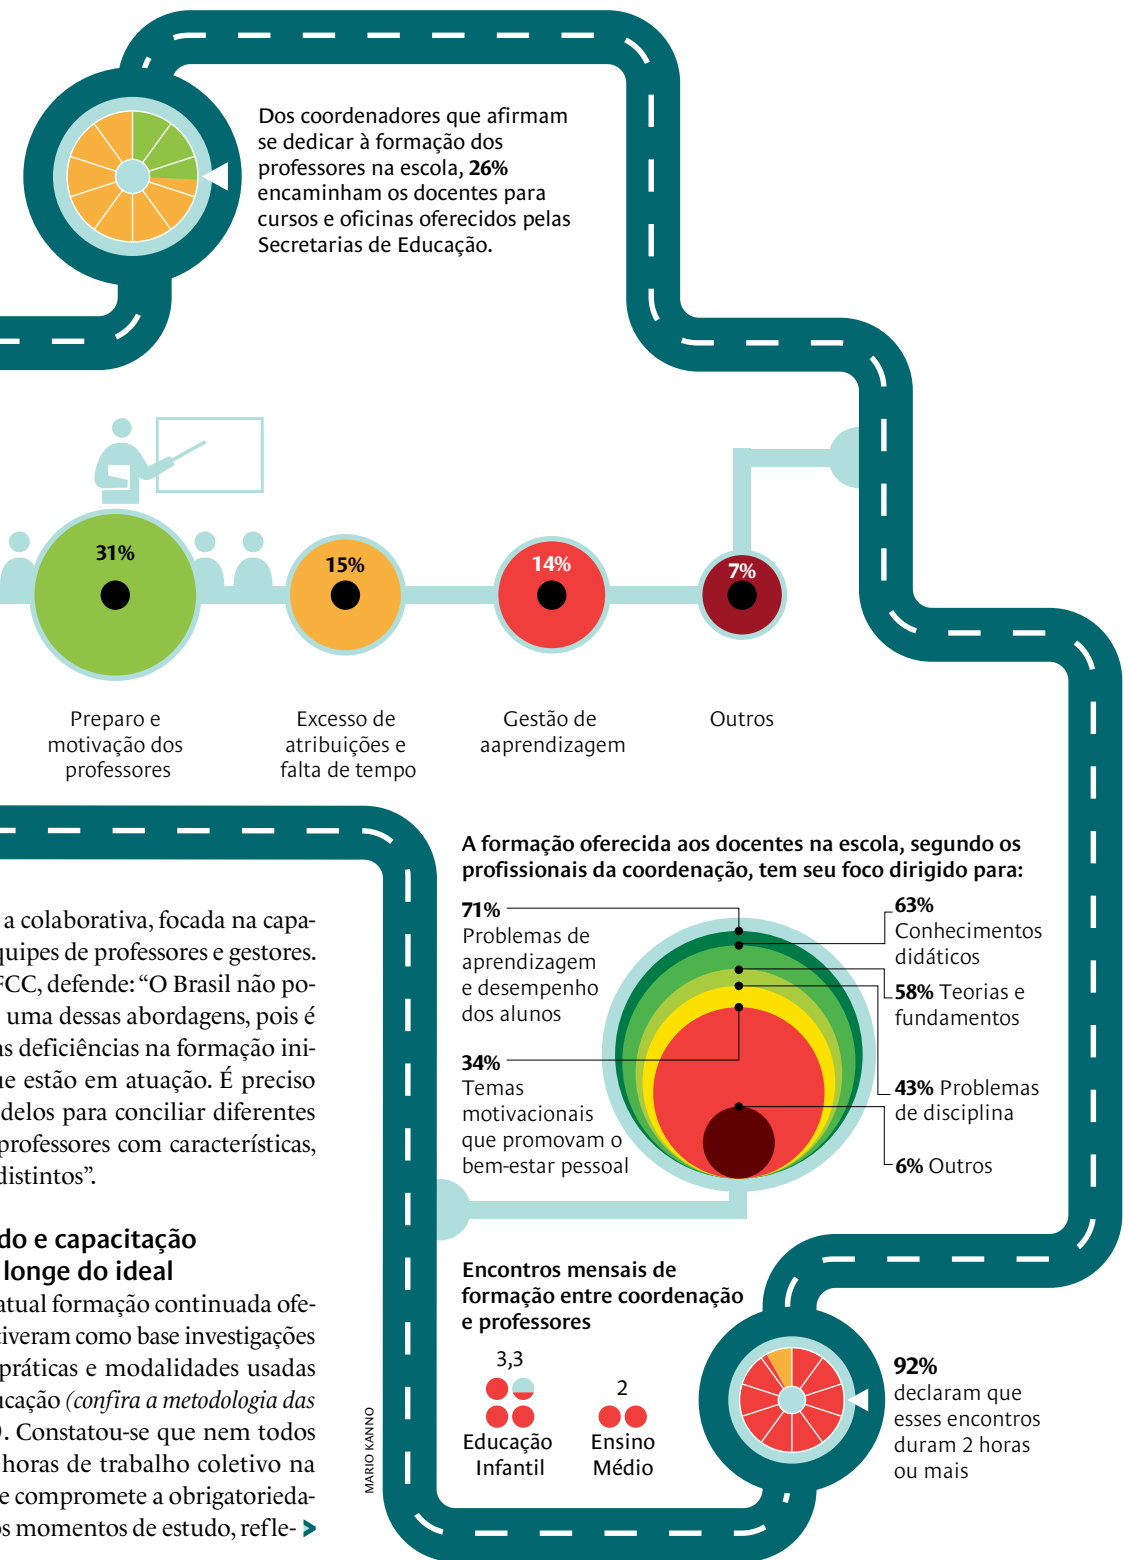 Dos coordenadores que afirmam
se dedicar à formação dos
professores na escola, 26%
encaminham os docentes para
cursos e oficinas oferecidos pelas
Secretarias de Educação.
31%
15%
14%
7%
Preparo e
motivação dos
professores
Excesso de
atribuições e
falta de tempo
Gestão de
aaprendizagem
Outros
a colaborativa, focada na capa-
quipes de professores e gestores.
FCC, defende: “O Brasil não po-
uma dessas abordagens, pois é
as deficiências na formação ini-
ue estão em atuação. É preciso
delos para conciliar diferentes
professores com características,
distintos”.
do e capacitação
longe do ideal
atual formação continuada ofe-
tiveram como base investigações
práticas e modalidades usadas
ucação (confira a metodologia das
). Constatou-se que nem todos
horas de trabalho coletivo na
e compromete a obrigatorieda-
os momentos de estudo, refle- >
A formação oferecida aos docentes na escola, segundo os
profissionais da coordenação, tem seu foco dirigido para:
71%
Problemas de
aprendizagem
e desempenho
dos alunos
34%
Temas
motivacionais
que promovam o
bem-estar pessoal
63%
Conhecimentos
didáticos
58% Teorias e
fundamentos
43% Problemas
de disciplina
6% Outros
Encontros mensais de
formação entre coordenação
e professores
3,3
Educação
Infantil
2
Ensino
Médio
92%
declaram que
esses encontros
duram 2 horas
ou mais
MARIO KANNO